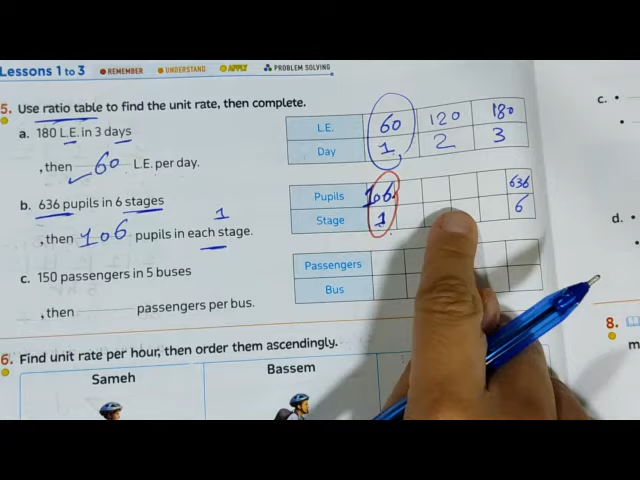 Lessons 1 to 3 REMEMBER UNDERSTAND APPLY PROBLEM SOLVING
5. Use ratio table to find the unit rate, then complete.
a. 180 L.E. in 3 days
, then 60 L.E. per day.
L.E. 60 120 180
Day 1 2 3
b. 636 pupils in 6 stages
1
, then 106 pupils in each stage.
Pupils 106 636
Stage 1 6
c. 150 passengers in 5 buses
, then passengers per bus.
Passengers
Bus
6. Find unit rate per hour, then order them ascendingly.
Sameh Bassem
c.
d.
8.
m